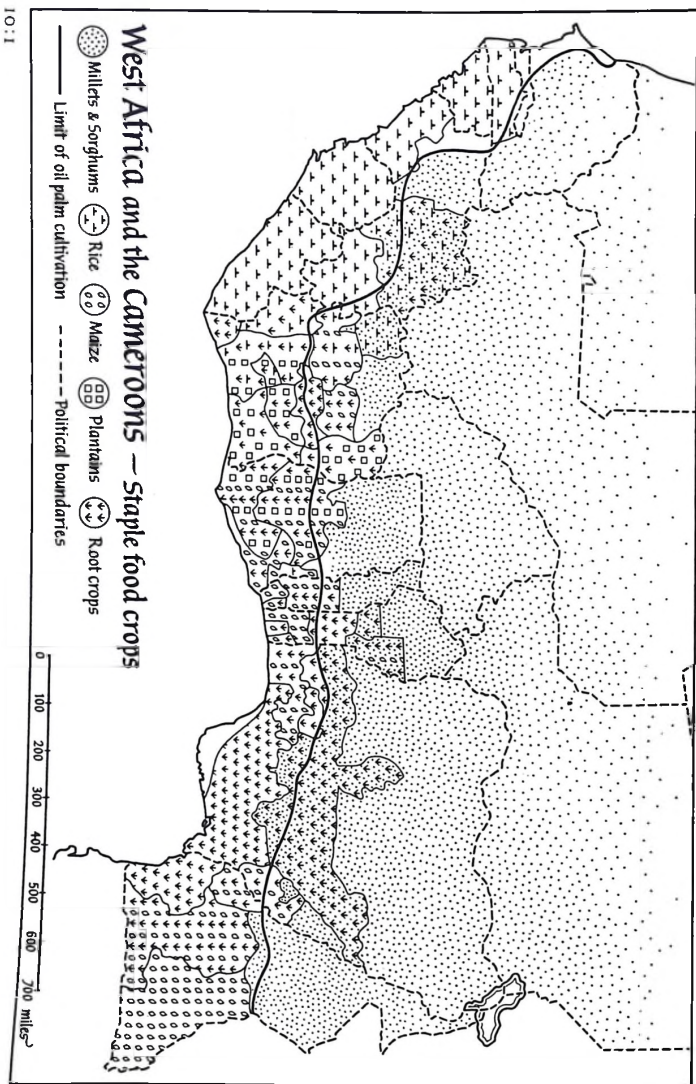 West Africa and the Cameroons — Staple food crops
Millets & Sorghums Rice Maize Plantains Root crops
Limit of oil palm cultivation Political boundaries
0 100 200 300 400 500 600 700 miles
10:1